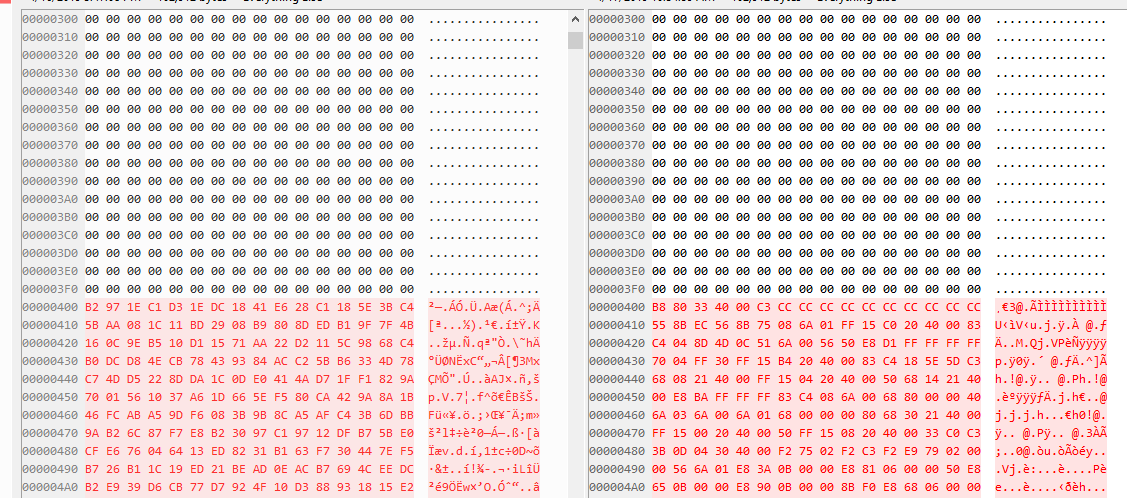 00000300 00 00 00 00 00 00 00 00 00 00 00 00 00 00 00 00 ................
00000310 00 00 00 00 00 00 00 00 00 00 00 00 00 00 00 00 ................
00000320 00 00 00 00 00 00 00 00 00 00 00 00 00 00 00 00 ................
00000330 00 00 00 00 00 00 00 00 00 00 00 00 00 00 00 00 ................
00000340 00 00 00 00 00 00 00 00 00 00 00 00 00 00 00 00 ................
00000350 00 00 00 00 00 00 00 00 00 00 00 00 00 00 00 00 ................
00000360 00 00 00 00 00 00 00 00 00 00 00 00 00 00 00 00 ................
00000370 00 00 00 00 00 00 00 00 00 00 00 00 00 00 00 00 ................
00000380 00 00 00 00 00 00 00 00 00 00 00 00 00 00 00 00 ................
00000390 00 00 00 00 00 00 00 00 00 00 00 00 00 00 00 00 ................
000003A0 00 00 00 00 00 00 00 00 00 00 00 00 00 00 00 00 ................
000003B0 00 00 00 00 00 00 00 00 00 00 00 00 00 00 00 00 ................
000003C0 00 00 00 00 00 00 00 00 00 00 00 00 00 00 00 00 ................
000003D0 00 00 00 00 00 00 00 00 00 00 00 00 00 00 00 00 ................
000003E0 00 00 00 00 00 00 00 00 00 00 00 00 00 00 00 00 ................
000003F0 00 00 00 00 00 00 00 00 00 00 00 00 00 00 00 00 ................
00000400 B2 97 1E C1 D3 1E DC 18 41 E6 28 C1 18 5E 3B C4 ²—.ÁÓ.Ü.Aæ(Á.^;Ä
00000410 5B AA 08 1C 11 BD 29 08 B9 80 8D ED B1 9F 7F 4B [ª...½).¹€.í±Ÿ.K
00000420 16 0C 9E B5 10 D1 15 71 AA 22 D2 11 5C 98 68 C4 ..žµ.Ñ.qª"Ò.\˜hÄ
00000430 B0 DC D8 4E CB 78 43 93 84 AC C2 5B B6 33 4D 78 °ÜØNËxC“„¬Â[¶3Mx
00000440 C7 4D D5 22 8D DA 1C 0D E0 41 4A D7 1F F1 82 9A ÇMÕ".Ú..àAJ×.ñ‚š
00000450 70 01 56 10 37 A6 1D 66 5E F5 80 CA 42 9A 8A 1B p.V.7¦.f^õ€ÊBšŠ.
00000460 46 FC AB A5 9D F6 08 3B 9B 8C A5 AF C4 3B 6D BB Fü«¥.ö.;›Œ¥¯Ä;m»
00000470 9A B2 6C 87 F7 E8 B2 30 97 C1 97 12 DF B7 5B E0 š²l‡÷è²0—Á—.ß·[à
00000480 CF E6 76 04 64 13 ED 82 31 B1 63 F7 30 44 7E F5 Ïæv.d.í‚1±c÷0D~õ
00000490 B7 26 B1 1C 19 ED 21 BE AD 0E AC B7 69 4C EE DC ·&±..í!¾-.¬·iLîÜ
000004A0 B2 E9 39 D6 CB 77 D7 92 4F 10 D3 88 93 18 15 E2 ²é9ÖËw×’O.Óˆ“..â
00000300 00 00 00 00 00 00 00 00 00 00 00 00 00 00 00 00 ................
00000310 00 00 00 00 00 00 00 00 00 00 00 00 00 00 00 00 ................
00000320 00 00 00 00 00 00 00 00 00 00 00 00 00 00 00 00 ................
00000330 00 00 00 00 00 00 00 00 00 00 00 00 00 00 00 00 ................
00000340 00 00 00 00 00 00 00 00 00 00 00 00 00 00 00 00 ................
00000350 00 00 00 00 00 00 00 00 00 00 00 00 00 00 00 00 ................
00000360 00 00 00 00 00 00 00 00 00 00 00 00 00 00 00 00 ................
00000370 00 00 00 00 00 00 00 00 00 00 00 00 00 00 00 00 ................
00000380 00 00 00 00 00 00 00 00 00 00 00 00 00 00 00 00 ................
00000390 00 00 00 00 00 00 00 00 00 00 00 00 00 00 00 00 ................
000003A0 00 00 00 00 00 00 00 00 00 00 00 00 00 00 00 00 ................
000003B0 00 00 00 00 00 00 00 00 00 00 00 00 00 00 00 00 ................
000003C0 00 00 00 00 00 00 00 00 00 00 00 00 00 00 00 00 ................
000003D0 00 00 00 00 00 00 00 00 00 00 00 00 00 00 00 00 ................
000003E0 00 00 00 00 00 00 00 00 00 00 00 00 00 00 00 00 ................
000003F0 00 00 00 00 00 00 00 00 00 00 00 00 00 00 00 00 ................
00000400 B8 80 33 40 00 C3 CC CC CC CC CC CC CC CC CC CC ¸€3@.ÃÌÌÌÌÌÌÌÌÌÌ
00000410 55 8B EC 56 8B 75 08 6A 01 FF 15 C0 20 40 00 83 U‹ìV‹u.j.ÿ.À @.ƒ
00000420 C4 04 8D 4D 0C 51 6A 00 56 50 E8 D1 FF FF FF FF Ä..M.Qj.VPèÑÿÿÿÿ
00000430 70 04 FF 30 FF 15 B4 20 40 00 83 C4 18 5E 5D C3 p.ÿ0ÿ.´ @.ƒÄ.^]Ã
00000440 68 08 21 40 00 FF 15 04 20 40 00 50 68 14 21 40 h.!@.ÿ.. @.Ph.!@
00000450 00 E8 BA FF FF FF 83 C4 08 6A 00 68 80 00 00 40 .èºÿÿÿƒÄ.j.h€..@
00000460 6A 03 6A 00 6A 01 68 00 00 00 80 68 30 21 40 00 j.j.j.h...€h0!@.
00000470 FF 15 00 20 40 00 50 FF 15 08 20 40 00 33 C0 C3 ÿ.. @.Pÿ.. @.3ÀÃ
00000480 3B 0D 04 30 40 00 F2 75 02 F2 C3 F2 E9 79 02 00 ;..0@.òu.òÃòéy..
00000490 00 56 6A 01 E8 3A 0B 00 00 E8 81 06 00 00 50 E8 .Vj.è:...è....Pè
000004A0 65 0B 00 00 E8 90 0B 00 00 8B F0 E8 68 06 00 00 e...è....‹ðèh...